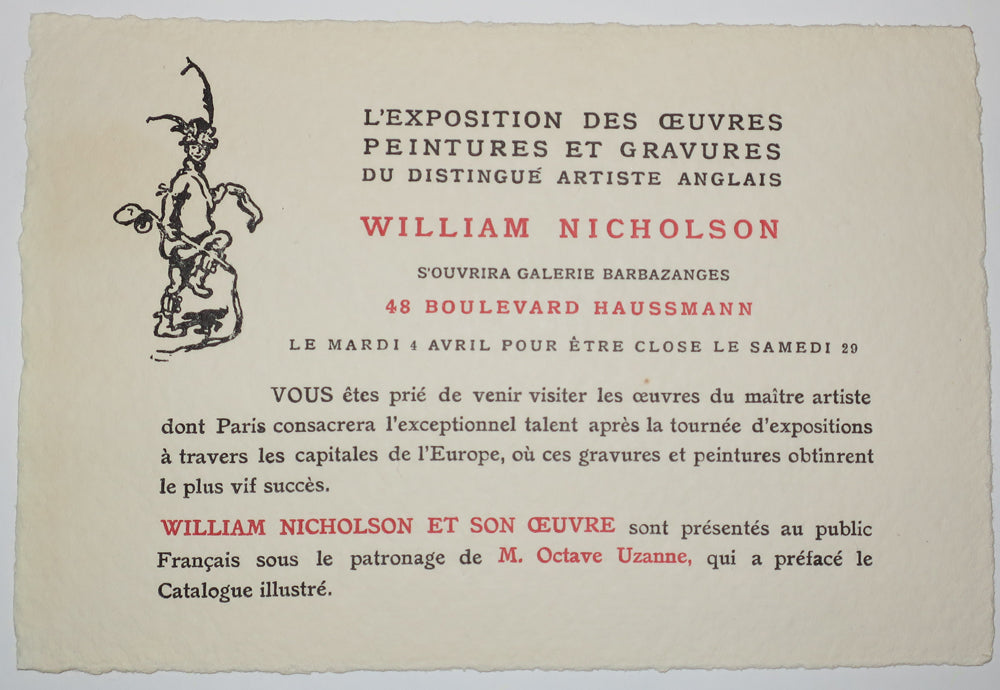 L'EXPOSITION DES ŒUVRES
PEINTURES ET GRAVURES
DU DISTINGUÉ ARTISTE ANGLAIS
WILLIAM NICHOLSON
S'OUVRIRA GALERIE BARBAZANGES
48 BOULEVARD HAUSSMANN
LE MARDI 4 AVRIL POUR ÊTRE CLOSE LE SAMEDI 29
VOUS êtes prié de venir visiter les œuvres du maître artiste
dont Paris consacrera l'exceptionnel talent après la tournée d'expositions
à travers les capitales de l'Europe, où ces gravures et peintures obtinrent
le plus vif succès.
WILLIAM NICHOLSON ET SON ŒUVRE sont présentés au public
Français sous le patronage de M. Octave Uzanne, qui a préfacé le
Catalogue illustré.